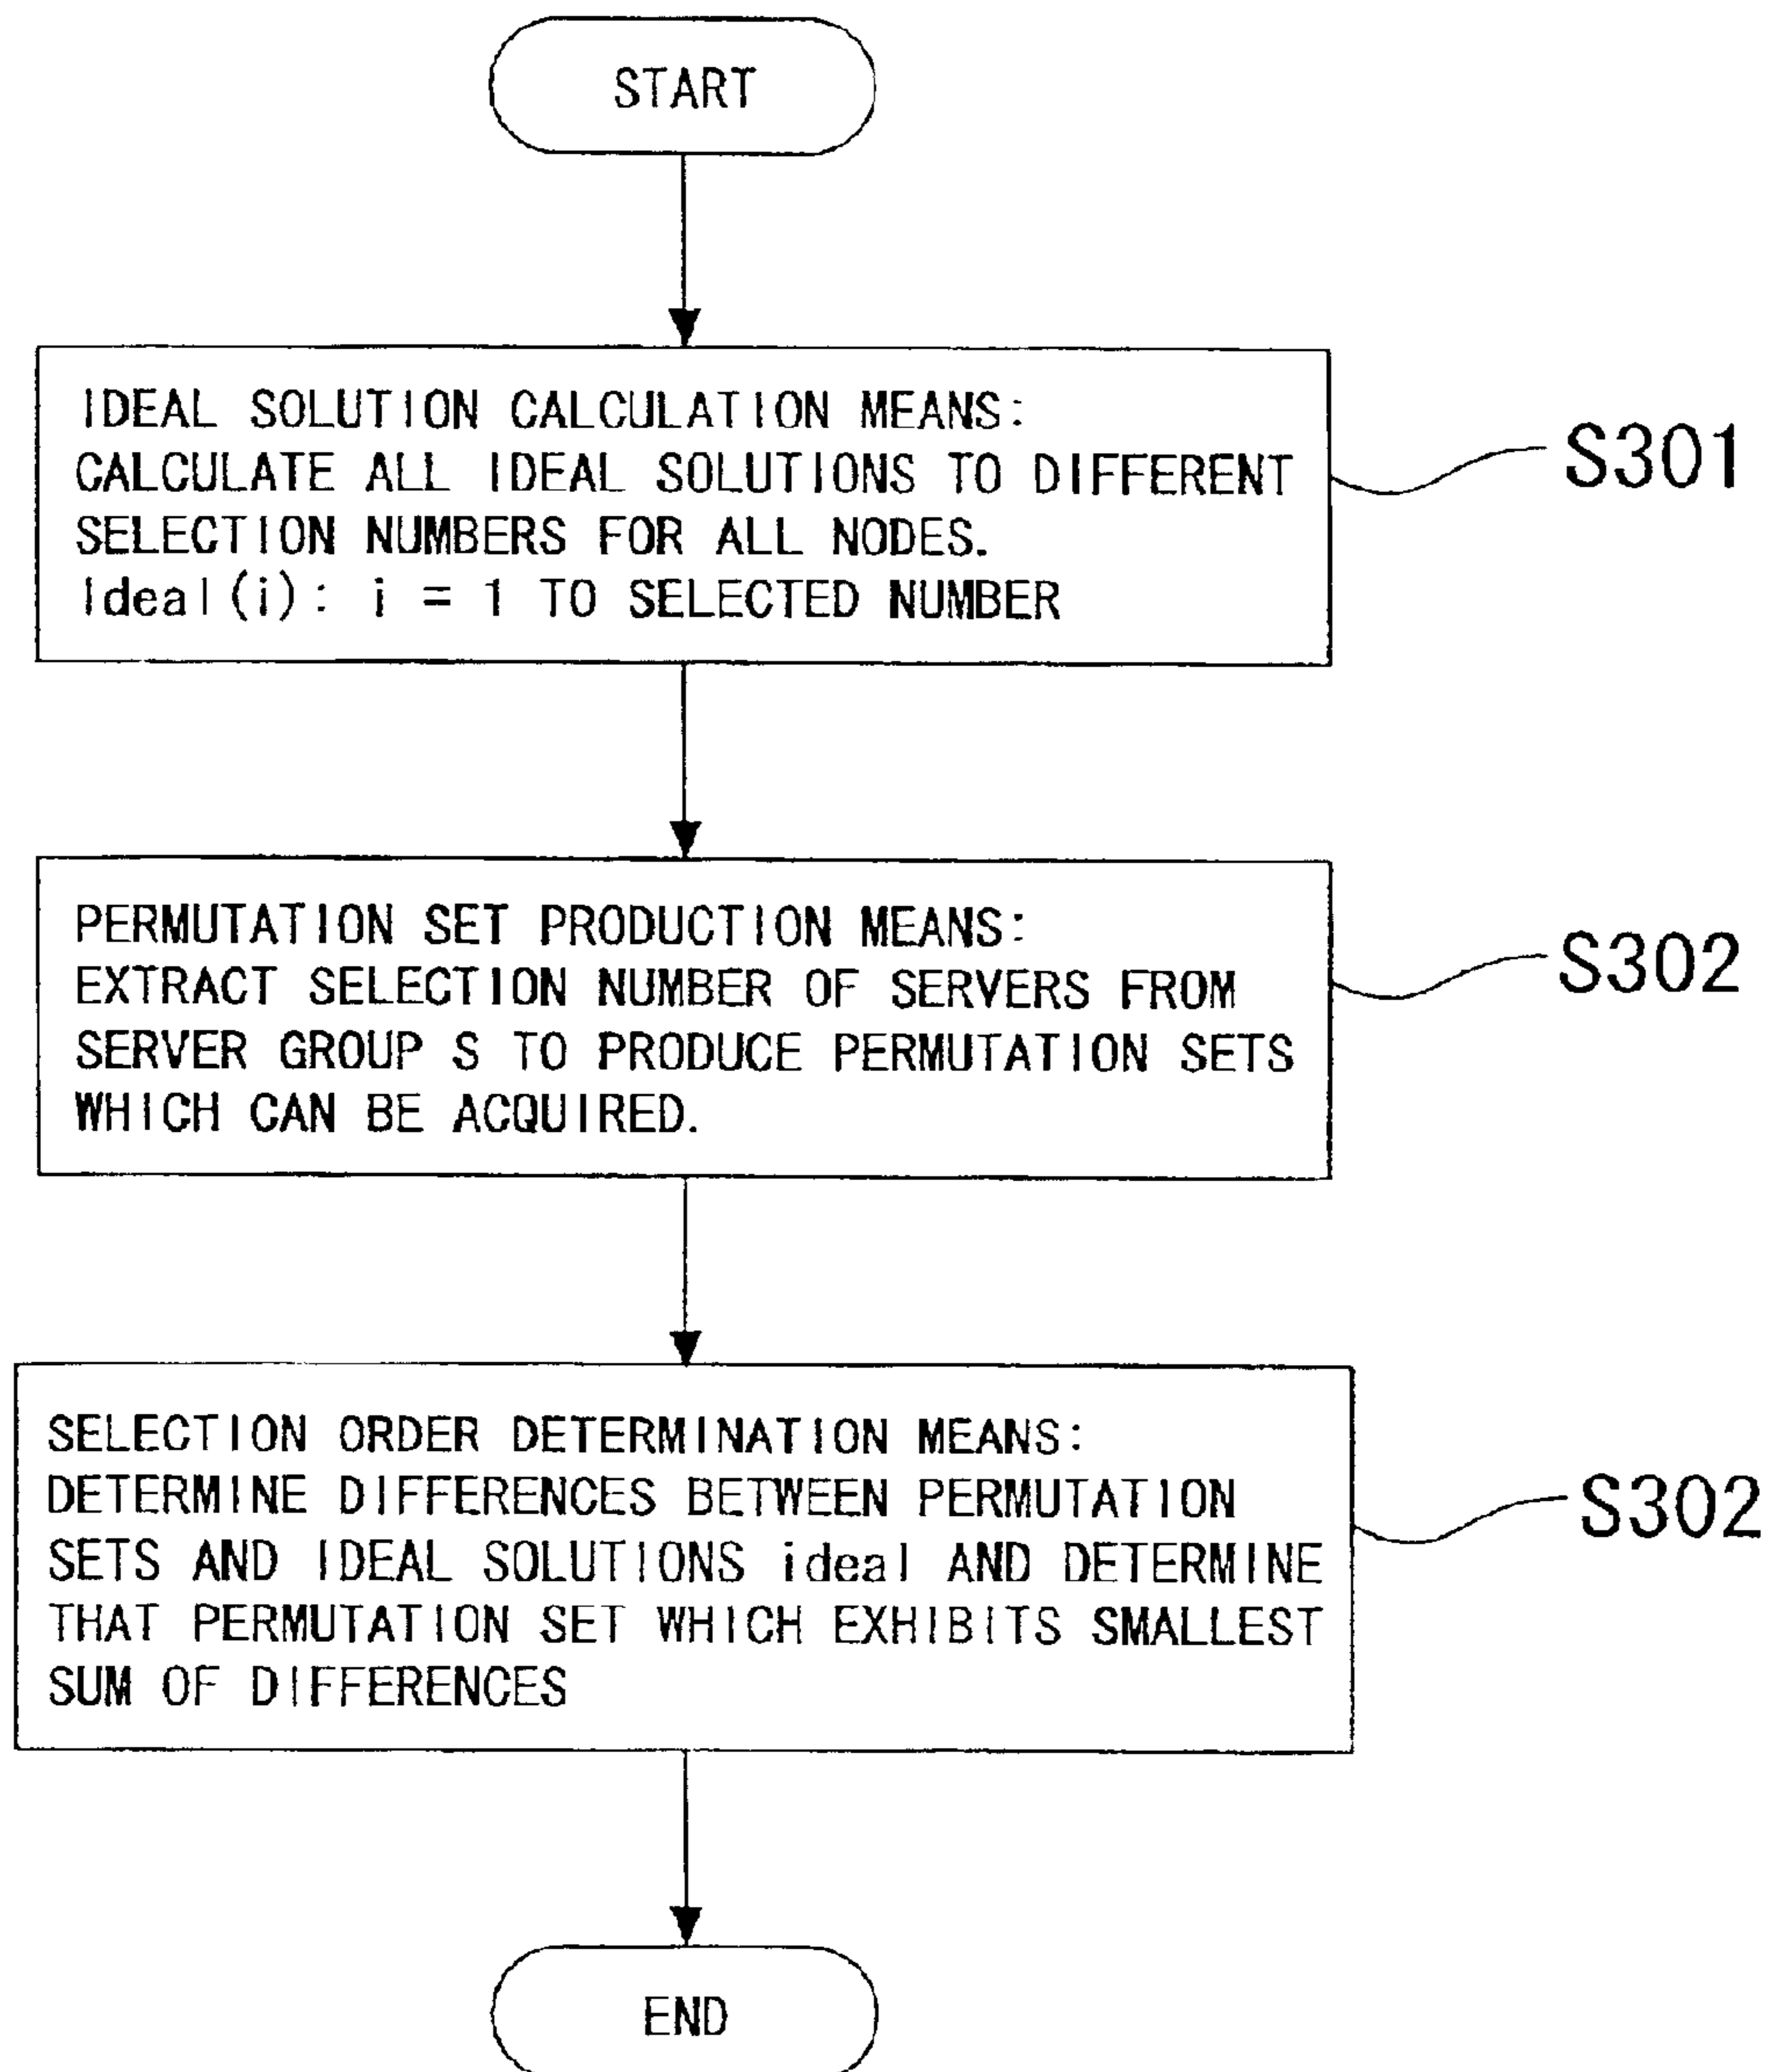 START
IDEAL SOLUTION CALCULATION MEANS:
CALCULATE ALL IDEAL SOLUTIONS TO DIFFERENT
SELECTION NUMBERS FOR ALL NODES.
Ideal(i): i = 1 TO SELECTED NUMBER
S301
PERMUTATION SET PRODUCTION MEANS:
EXTRACT SELECTION NUMBER OF SERVERS FROM
SERVER GROUP S TO PRODUCE PERMUTATION SETS
WHICH CAN BE ACQUIRED.
S302
SELECTION ORDER DETERMINATION MEANS:
DETERMINE DIFFERENCES BETWEEN PERMUTATION
SETS AND IDEAL SOLUTIONS ideal AND DETERMINE
THAT PERMUTATION SET WHICH EXHIBITS SMALLEST
SUM OF DIFFERENCES
S302
END